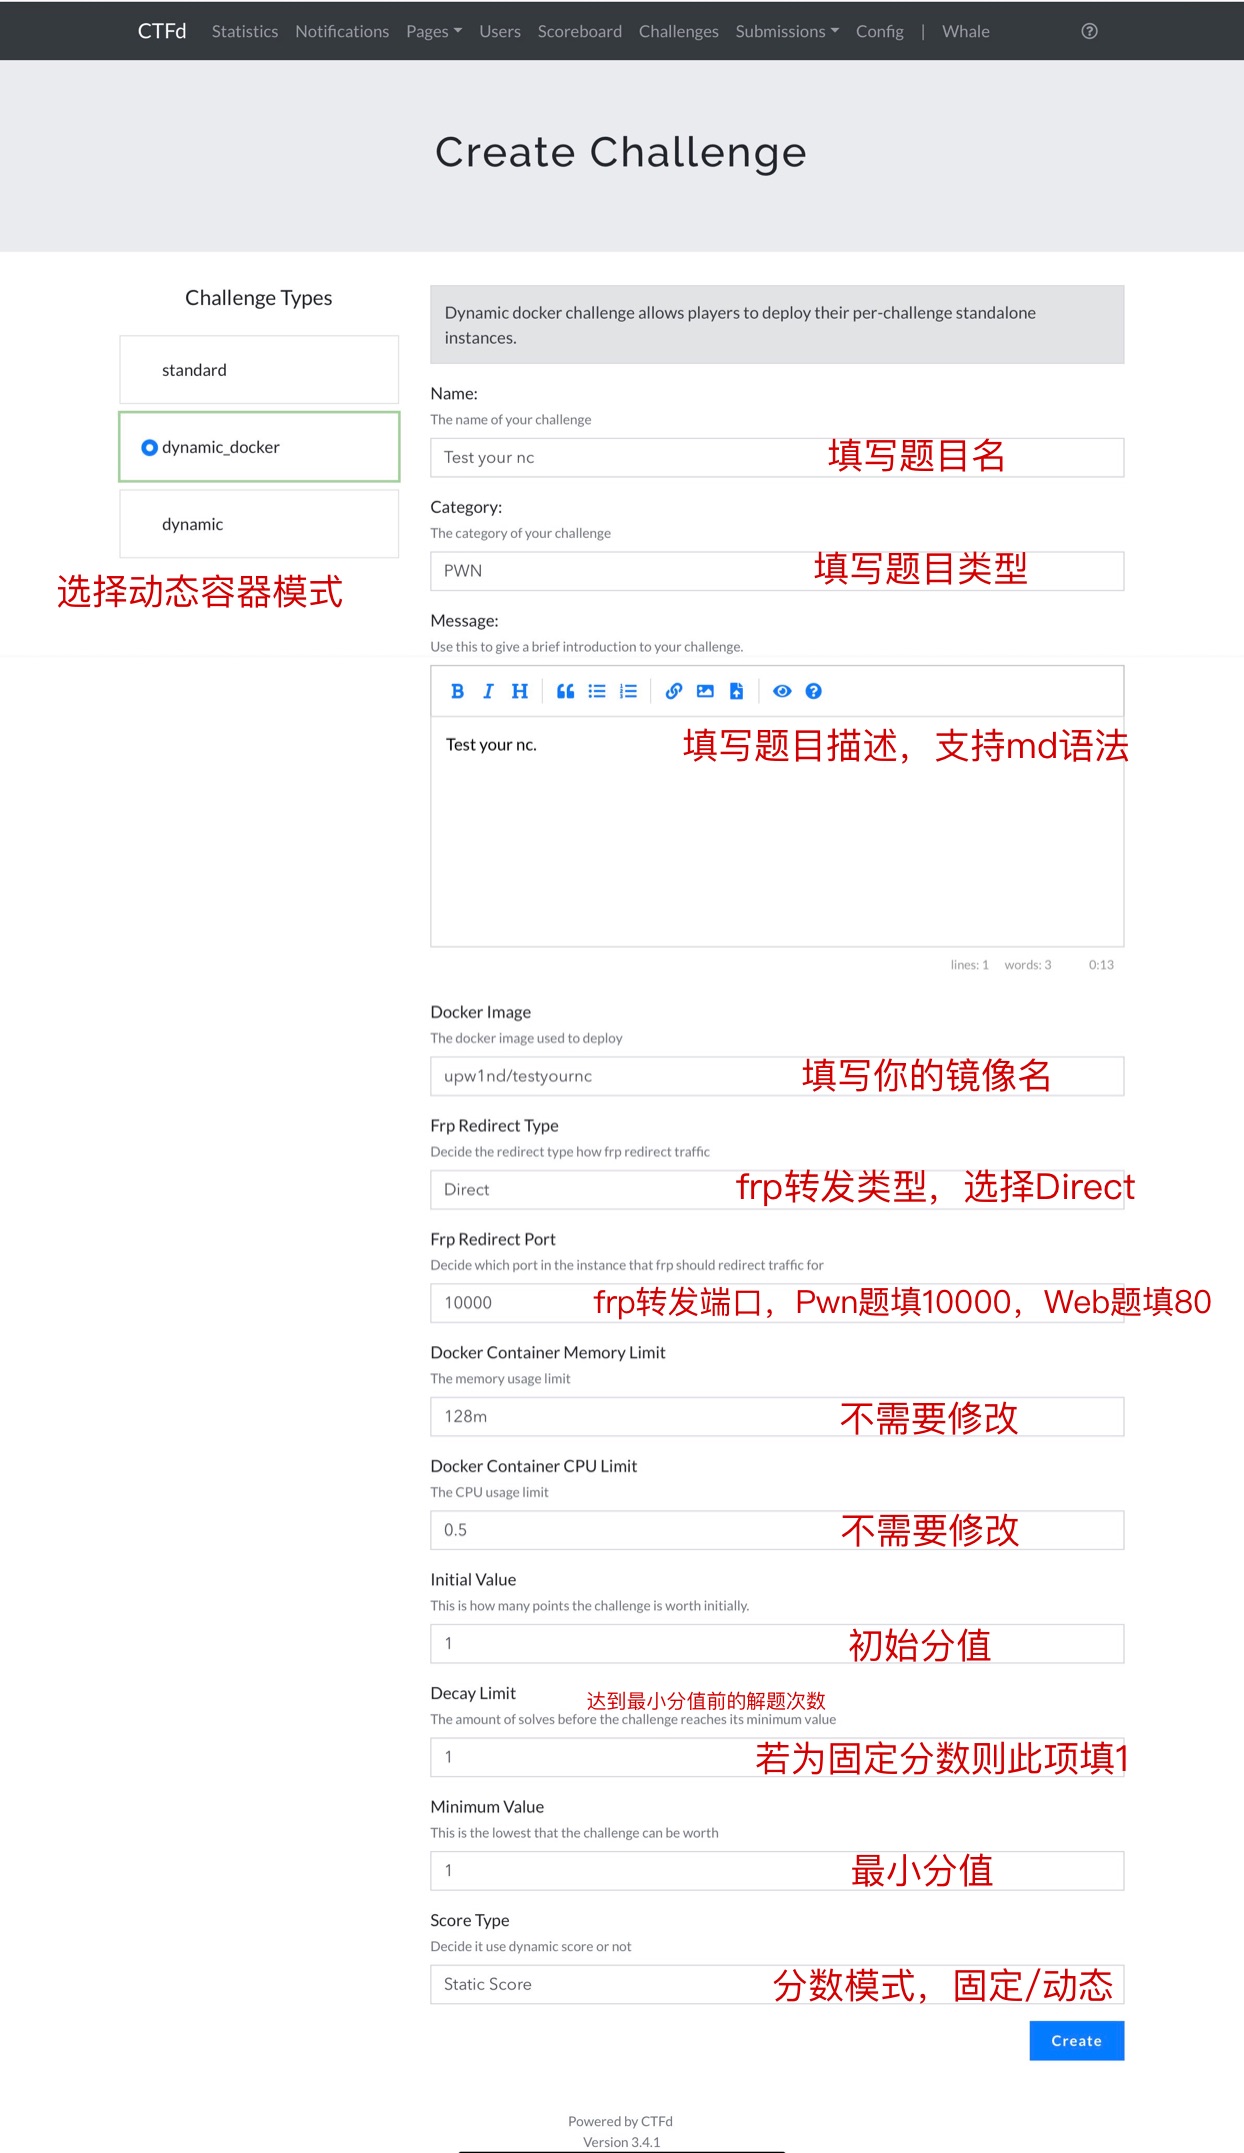 CTFd Statistics Notifications Pages Users Scoreboard Challenges Submissions Config | Whale
Create Challenge
Challenge Types
standard
dynamic_docker
dynamic
选择动态容器模式
Dynamic docker challenge allows players to deploy their per-challenge standalone
instances.
Name:
The name of your challenge
Test your nc 填写题目名
Category:
The category of your challenge
PWN 填写题目类型
Message:
Use this to give a brief introduction to your challenge.
B I H
Test your nc. 填写题目描述，支持md语法
lines: 1 words: 3 0:13
Docker Image
The docker image used to deploy
upw1nd/testyournc 填写你的镜像名
Frp Redirect Type
Decide the redirect type how frp redirect traffic
Direct frp转发类型，选择Direct
Frp Redirect Port
Decide which port in the instance that frp should redirect traffic for
10000 frp转发端口，Pwn题填10000，Web题填80
Docker Container Memory Limit
The memory usage limit
128m 不需要修改
Docker Container CPU Limit
The CPU usage limit
0.5 不需要修改
Initial Value
This is how many points the challenge is worth initially.
1 初始分值
Decay Limit 达到最小分值前的解题次数
The amount of solves before the challenge reaches its minimum value
1 若为固定分数则此项填1
Minimum Value
This is the lowest that the challenge can be worth
1 最小分值
Score Type
Decide it use dynamic score or not
Static Score 分数模式，固定/动态
Create
Powered by CTFd
Version 3.4.1